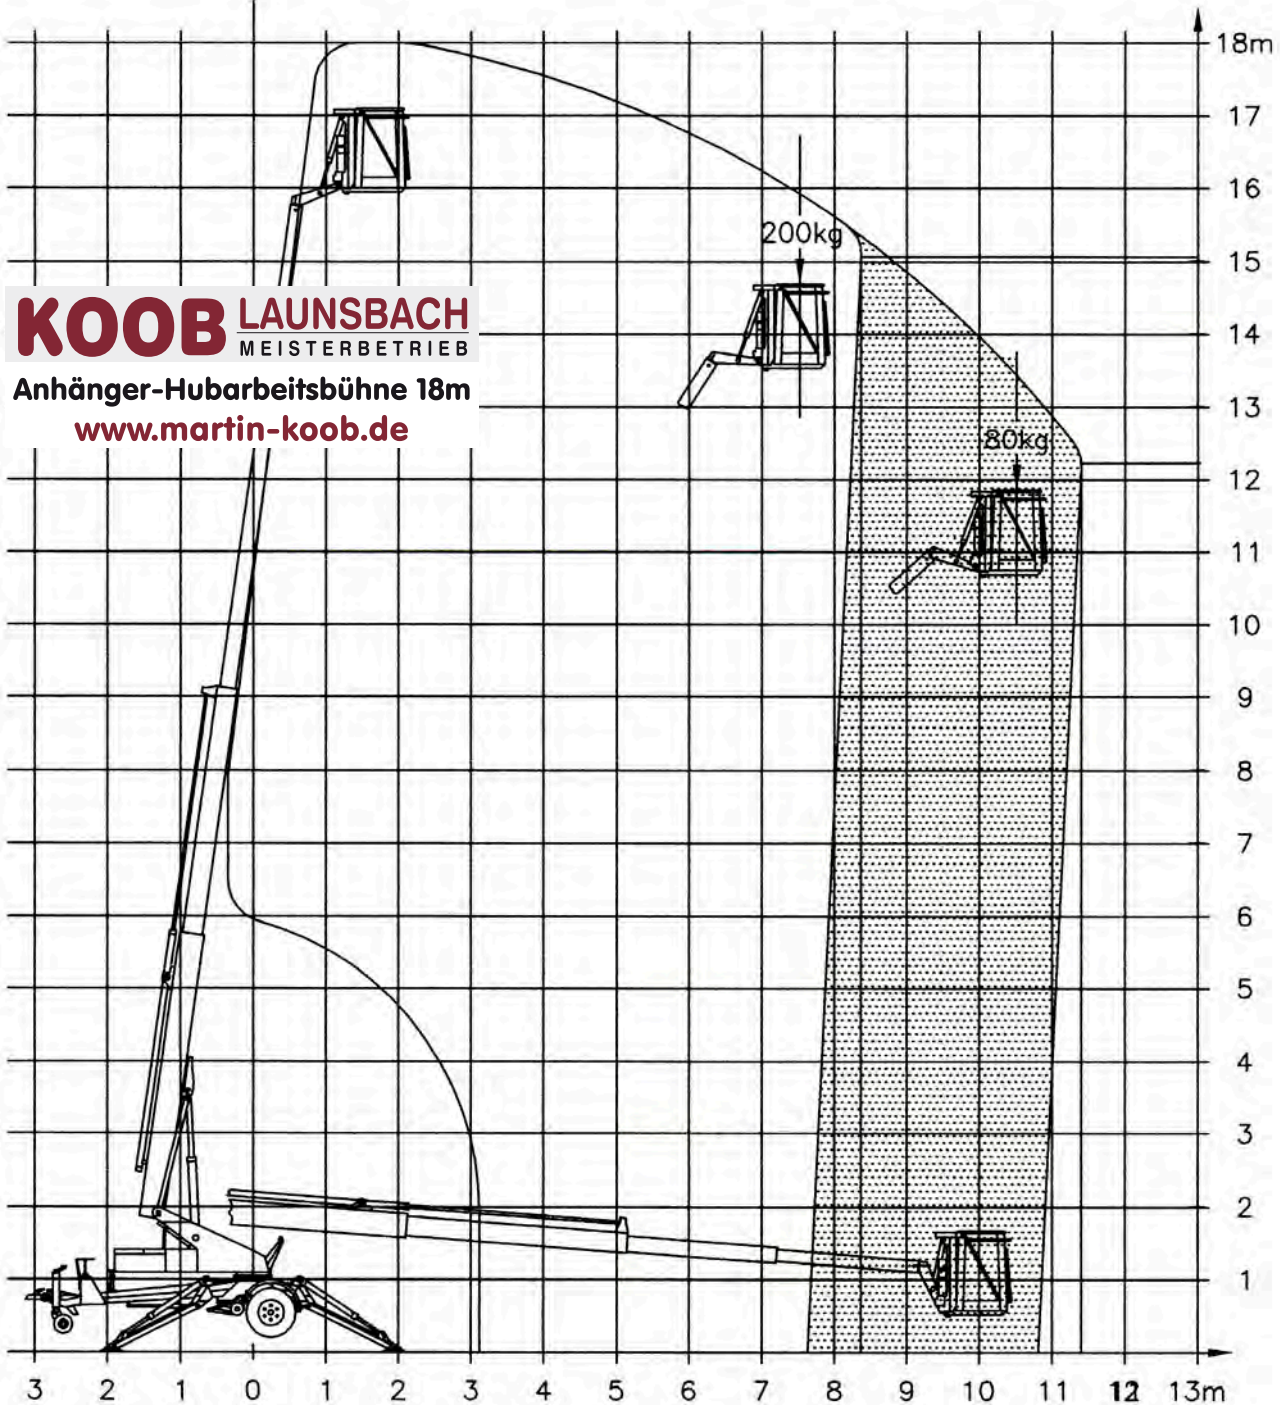 18m
17
16
200kg
15
KOOB LAUNSBACH
MEISTERBETRIEB
14
Anhänger-Hubarbeitsbühne 18m
13
www.martin-koob.de
80kg
12
11
10
9
8
7
6
5
4
3
2
1
3 2 1 0 1 2 3 4 5 6 7 8 9 10 11 12 13m